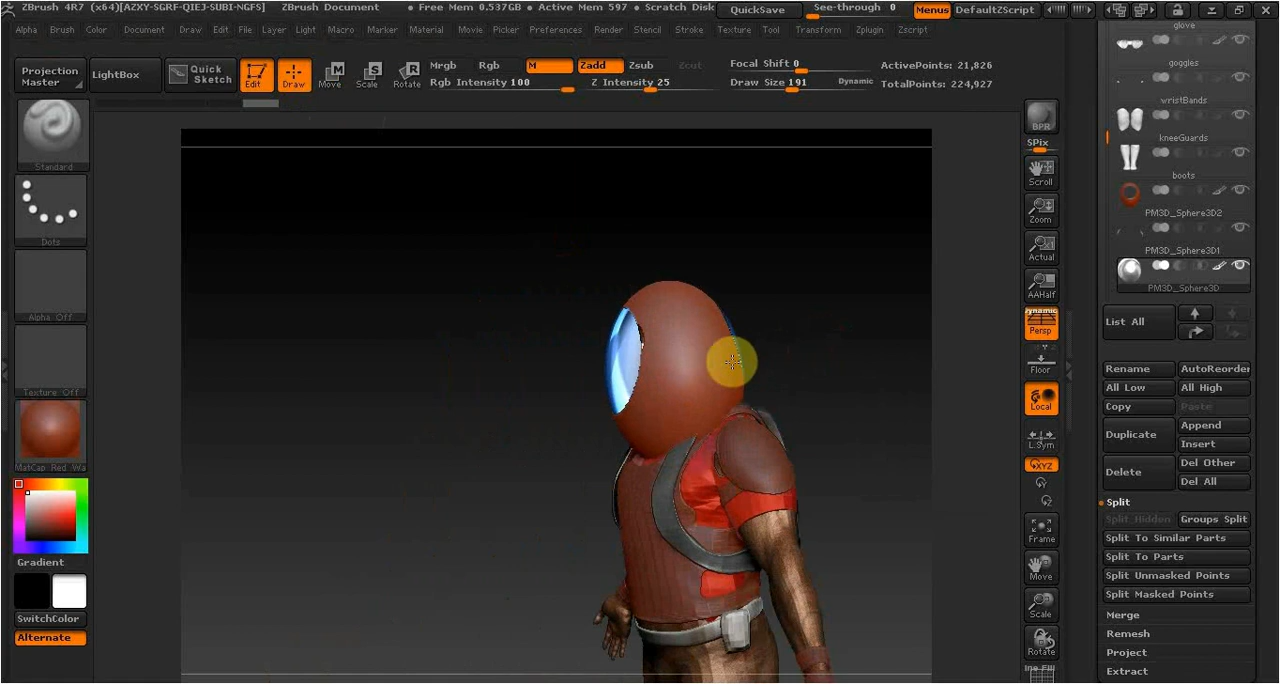 ZBrush 4R7 (x64)[AZXY-SGRF-QIEJ-SUBI-NGFS] ZBrush Document • Free Mem 0.537GB • Active Mem 597 • Scratch Disk QuickSave See-through 0 Menus DefaultZScript
Alpha Brush Color Document Draw Edit File Layer Light Macro Marker Material Movie Picker Preferences Render Stencil Stroke Texture Tool Transform Zplugin Zscript
Projection Master
LightBox
Quick Sketch
Edit
Draw
Move
Scale
Rotate
Mrgb Rgb M Zadd Zsub Zcut
Rgb Intensity 100 Z Intensity 25
Focal Shift 0
Draw Size 191 Dynamic
ActivePoints: 21,826
TotalPoints: 224,927
Standard
Dots
Alpha Off
Texture Off
MatCap Red Wa
Gradient
SwitchColor
Alternate
BPR
SPix
Scroll
Zoom
Actual
AAHalf
Dynamic
Persp
Floor
Local
L.Sym
XYZ
Frame
Move
Scale
Rotate
glove
goggles
wristBands
kneeGuards
boots
PM3D_Sphere3D2
PM3D_Sphere3D1
PM3D_Sphere3D
List All
Rename AutoReorder
All Low All High
Copy Paste
Duplicate
Append
Insert
Delete
Del Other
Del All
Split
Split Hidden Groups Split
Split To Similar Parts
Split To Parts
Split Unmasked Points
Split Masked Points
Merge
Remesh
Project
Extract